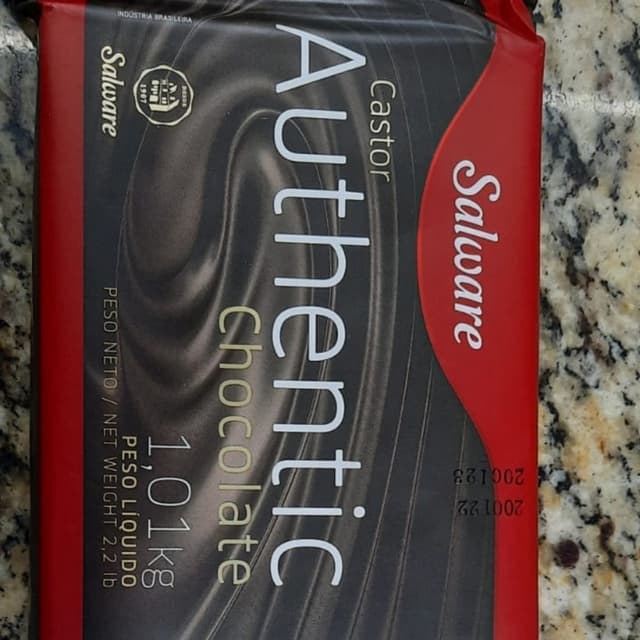 Salware
Castor
Authentic
Chocolate
1,01kg
PESO LÍQUIDO
PESO NETO / NET WEIGHT 2,2 lb
INDÚSTRIA BRASILEIRA
Salware
200122
200123